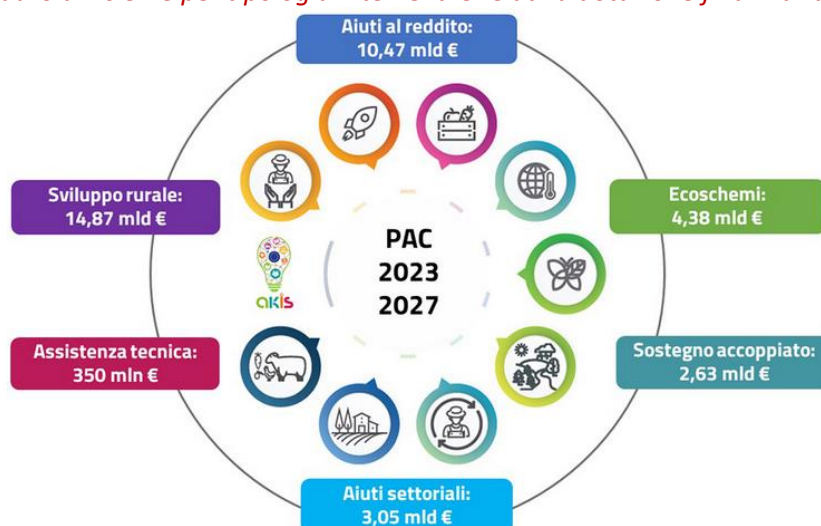 Aiuti al reddito:
10,47 mld €
Sviluppo rurale:
14,87 mld €
Ecoschemi:
4,38 mld €
PAC
2023
2027
akis
Assistenza tecnica:
350 mln €
Sostegno accoppiato:
2,63 mld €
Aiuti settoriali:
3,05 mld €